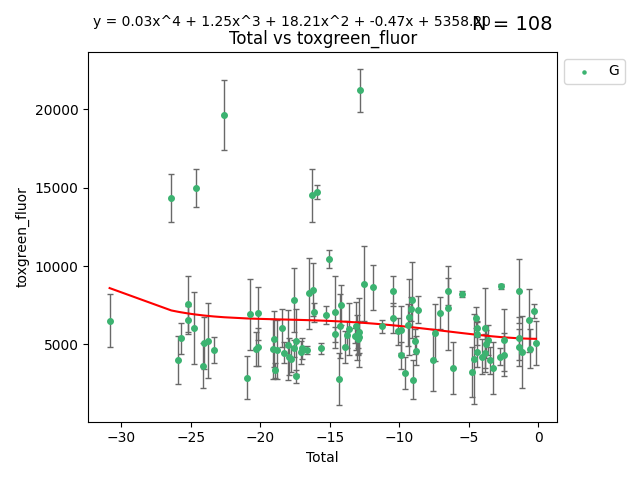 y = 0.03x^4 + 1.25x^3 + 18.21x^2 + -0.47x + 5358.20
N = 108
Total vs toxgreen_fluor
G
20000
15000
10000
5000
toxgreen_fluor
−30
−25
−20
−15
−10
−5
0
Total